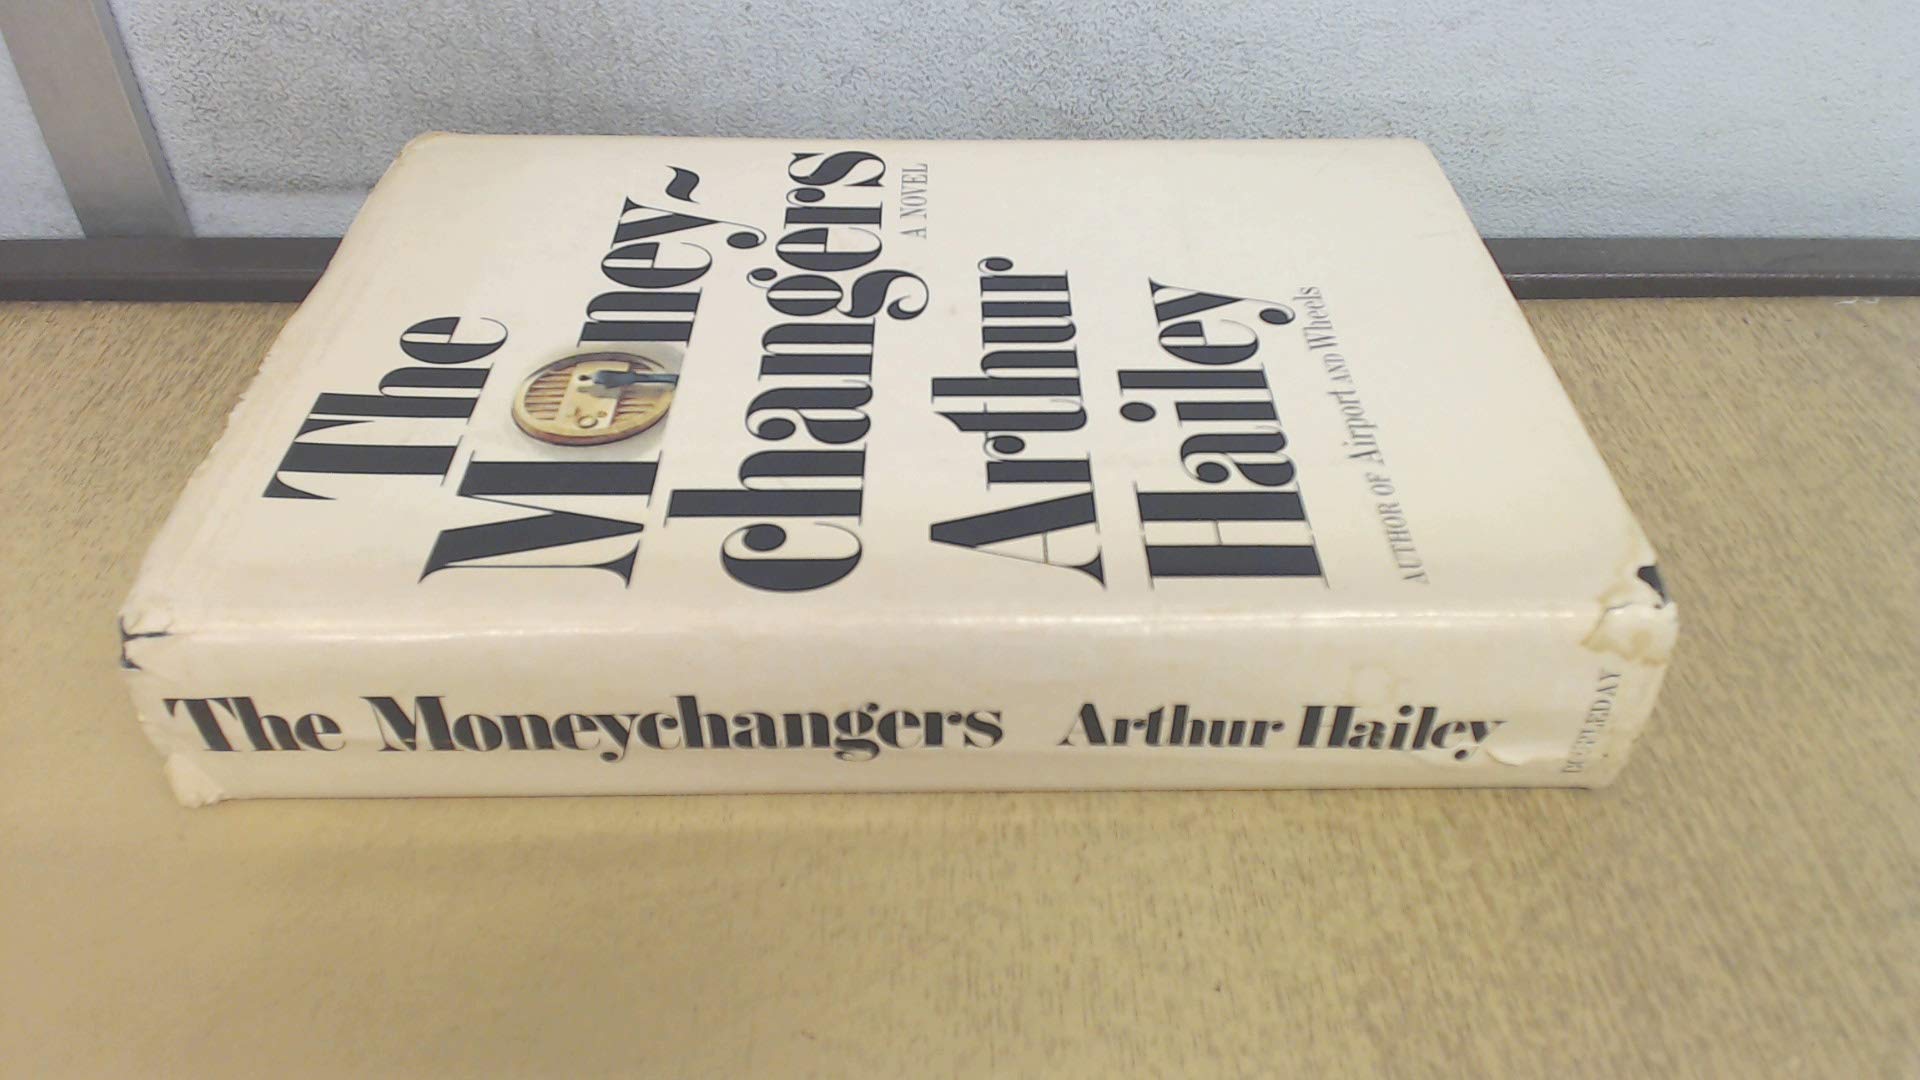 The
Money~
changers
A NOVEL
Arthur
Hailey
AUTHOR OF Airport AND Wheels
The Moneychangers Arthur Hailey
DOUBLEDAY